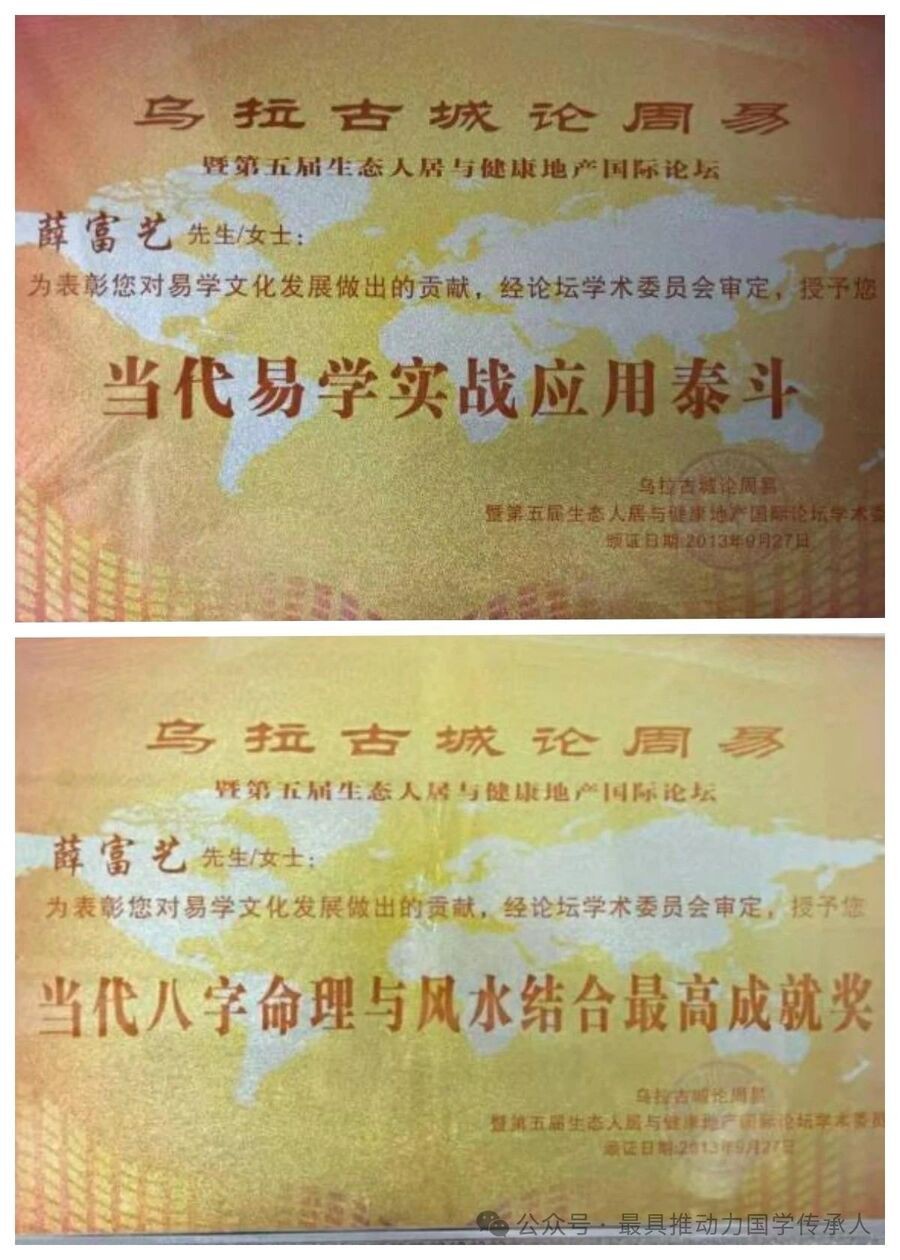 乌拉古城论周易
暨第五届生态人居与健康地产国际论坛
薛富艺 先生/女士：
为表彰您对易学文化发展做出的贡献，经论坛学术委员会审定，授予您
当代易学实战应用泰斗
乌拉古城论周易
暨第五届生态人居与健康地产国际论坛学术委
颁证日期:2013年9月27日
乌拉古城论周易
暨第五届生态人居与健康地产国际论坛
薛富艺 先生/女士：
为表彰您对易学文化发展做出的贡献，经论坛学术委员会审定，授予您
当代八字命理与风水结合最高成就奖
乌拉古城论周易
暨第五届生态人居与健康地产国际论坛学术委员
颁证日期:2013年9月27日
公众号·最具推动力国学传承人